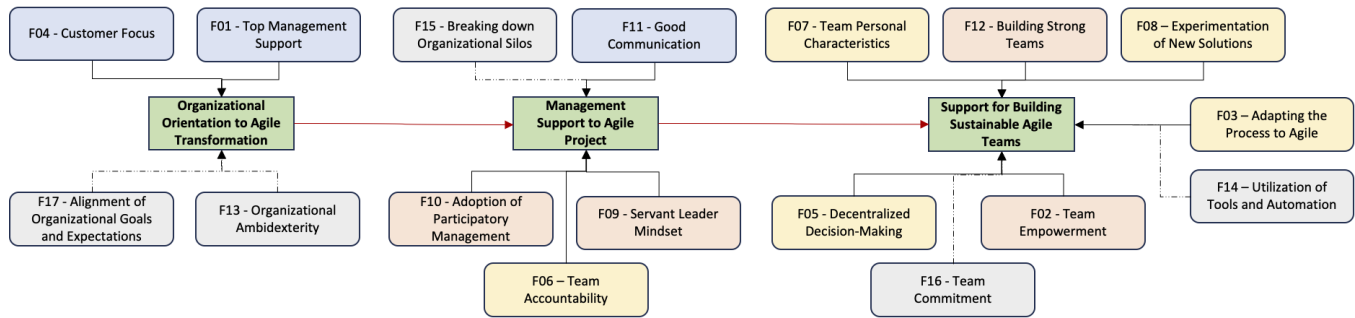 F04 - Customer Focus
F01 - Top Management
Support
F15 - Breaking down
Organizational Silos
F11 - Good
Communication
F07 - Team Personal
Characteristics
F12 - Building Strong
Teams
F08 – Experimentation
of New Solutions
Organizational
Orientation to Agile
Transformation
Management
Support to Agile
Project
Support for Building
Sustainable Agile
Teams
F03 – Adapting the
Process to Agile
F17 - Alignment of
Organizational Goals
and Expectations
F13 - Organizational
Ambidexterity
F10 - Adoption of
Participatory
Management
F09 - Servant Leader
Mindset
F05 - Decentralized
Decision-Making
F02 - Team
Empowerment
F14 – Utilization of
Tools and Automation
F06 – Team
Accountability
F16 - Team
Commitment